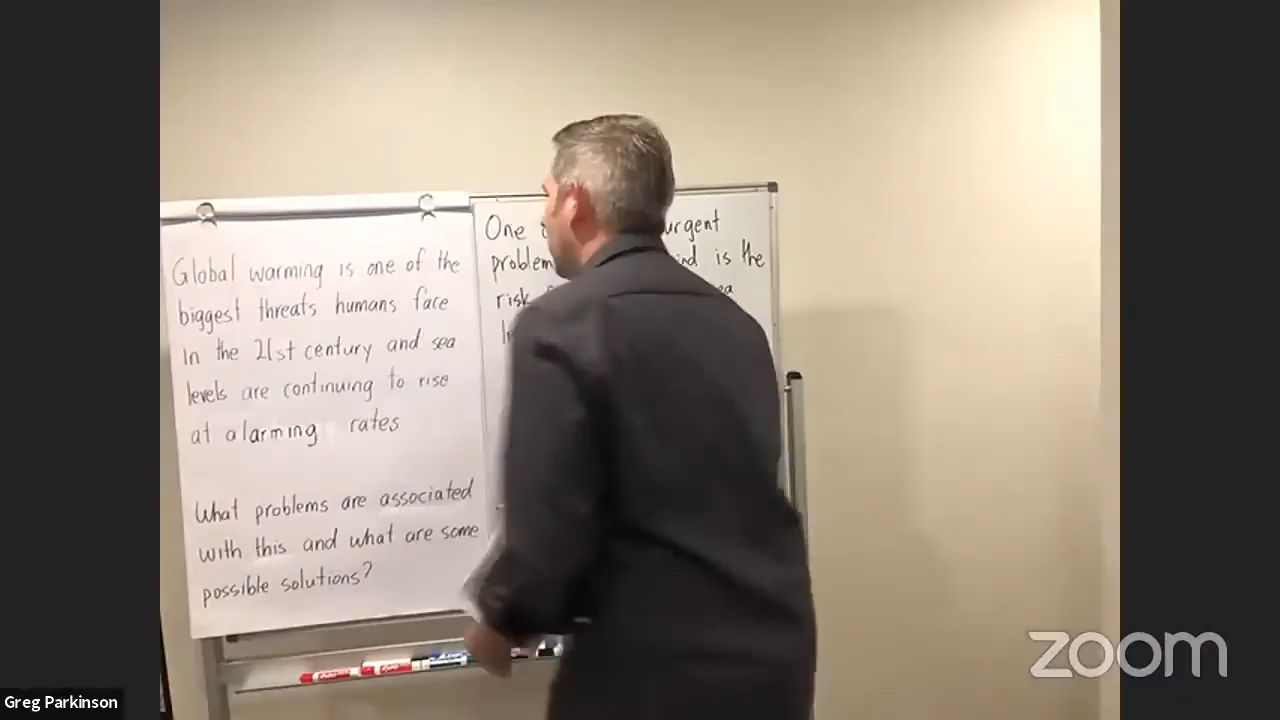 Global warming is one of the
biggest threats humans face
in the 21st century and sea
levels are continuing to rise
at alarming rates
What problems are associated
with this and what are some
possible solutions?
One urgent
problem is the
risk
zoom
Greg Parkinson